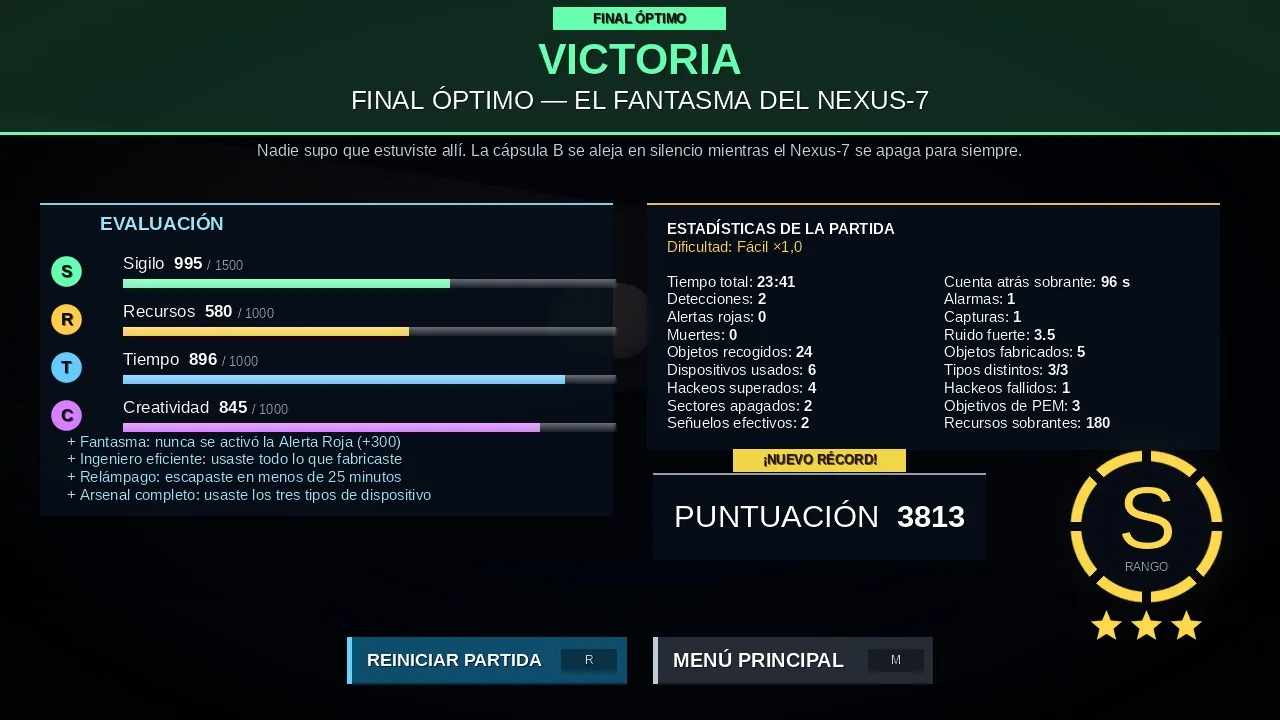 FINAL ÓPTIMO
VICTORIA
FINAL ÓPTIMO — EL FANTASMA DEL NEXUS-7
Nadie supo que estuviste allí. La cápsula B se aleja en silencio mientras el Nexus-7 se apaga para siempre.
EVALUACIÓN
S Sigilo 995 / 1500
R Recursos 580 / 1000
T Tiempo 896 / 1000
C Creatividad 845 / 1000
+ Fantasma: nunca se activó la Alerta Roja (+300)
+ Ingeniero eficiente: usaste todo lo que fabricaste
+ Relámpago: escapaste en menos de 25 minutos
+ Arsenal completo: usaste los tres tipos de dispositivo
ESTADÍSTICAS DE LA PARTIDA
Dificultad: Fácil ×1,0
Tiempo total: 23:41
Detecciones: 2
Alertas rojas: 0
Muertes: 0
Objetos recogidos: 24
Dispositivos usados: 6
Hackeos superados: 4
Sectores apagados: 2
Señuelos efectivos: 2
Cuenta atrás sobrante: 96 s
Alarmas: 1
Capturas: 1
Ruido fuerte: 3.5
Objetos fabricados: 5
Tipos distintos: 3/3
Hackeos fallidos: 1
Objetivos de PEM: 3
Recursos sobrantes: 180
¡NUEVO RÉCORD!
PUNTUACIÓN 3813
S
RANGO
REINICIAR PARTIDA R
MENÚ PRINCIPAL M